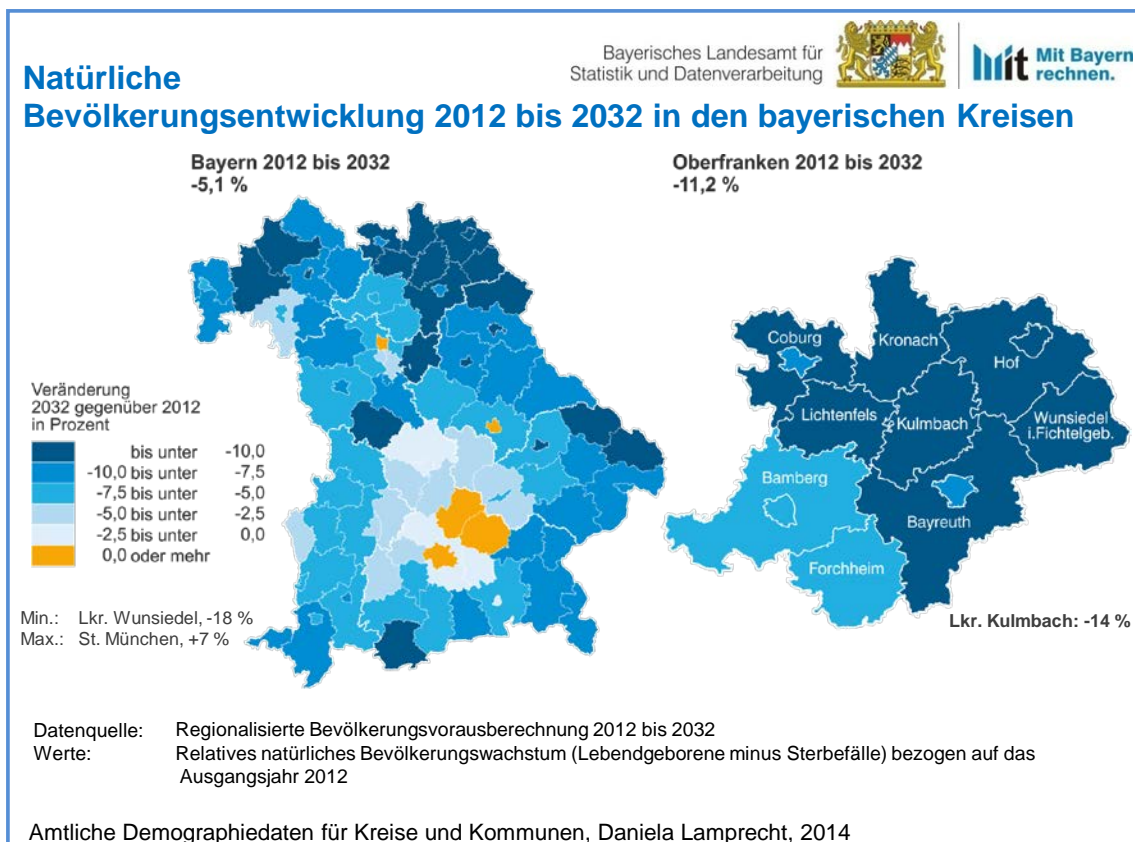 Bayerisches Landesamt für
Statistik und Datenverarbeitung
mit Mit Bayern
rechnen.
Natürliche
Bevölkerungsentwicklung 2012 bis 2032 in den bayerischen Kreisen
Bayern 2012 bis 2032
-5,1 %
Oberfranken 2012 bis 2032
-11,2 %
Coburg
Kronach
Hof
Lichtenfels
Kulmbach
Wunsiedel
i.Fichtelgeb.
Bamberg
Bayreuth
Forchheim
Lkr. Kulmbach: -14 %
Veränderung
2032 gegenüber 2012
in Prozent
bis unter -10,0
-10,0 bis unter -7,5
-7,5 bis unter -5,0
-5,0 bis unter -2,5
-2,5 bis unter 0,0
0,0 oder mehr
Min.: Lkr. Wunsiedel, -18 %
Max.: St. München, +7 %
Datenquelle: Regionalisierte Bevölkerungsvorausberechnung 2012 bis 2032
Werte: Relatives natürliches Bevölkerungswachstum (Lebendgeborene minus Sterbefälle) bezogen auf das
Ausgangsjahr 2012
Amtliche Demographiedaten für Kreise und Kommunen, Daniela Lamprecht, 2014